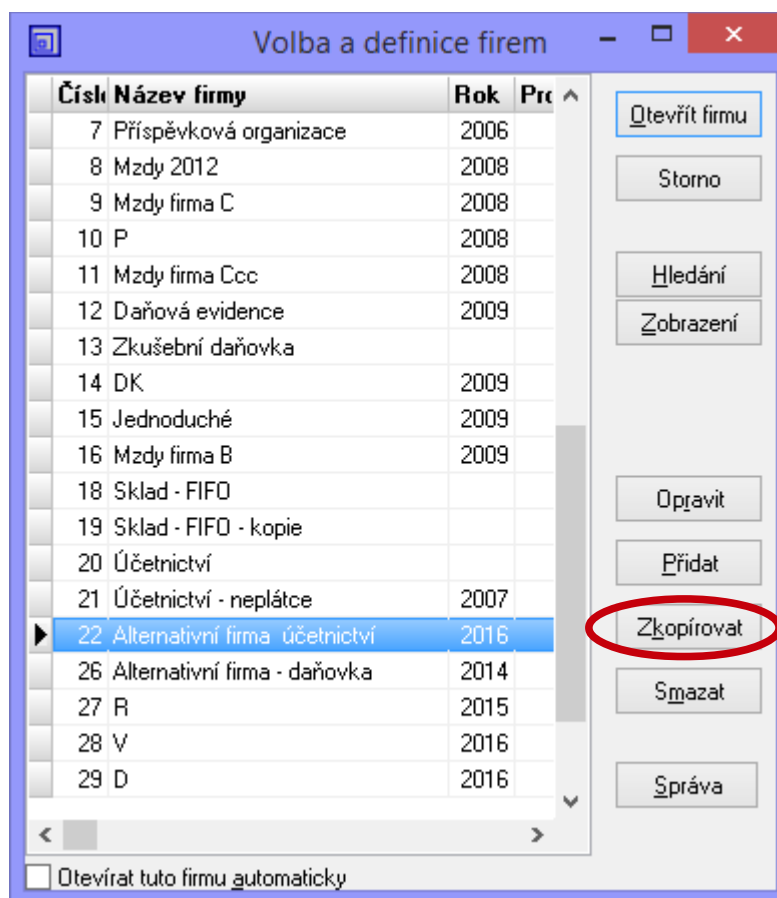 Volba a definice firem
Čísl Název firmy Rok Pro
7 Příspěvková organizace 2006
8 Mzdy 2012 2008
9 Mzdy firma C 2008
10 P 2008
11 Mzdy firma Ccc 2008
12 Daňová evidence 2009
13 Zkušební daňovka
14 DK 2009
15 Jednoduché 2009
16 Mzdy firma B 2009
18 Sklad - FIFO
19 Sklad - FIFO - kopie
20 Účetnictví
21 Účetnictví - neplátce 2007
22 Alternativní firma účetnictví 2016
26 Alternativní firma - daňovka 2014
27 R 2015
28 V 2016
29 D 2016
Otevřít firmu
Storno
Hledání
Zobrazení
Opravit
Přidat
Zkopírovat
Smazat
Správa
Otevírat tuto firmu automaticky